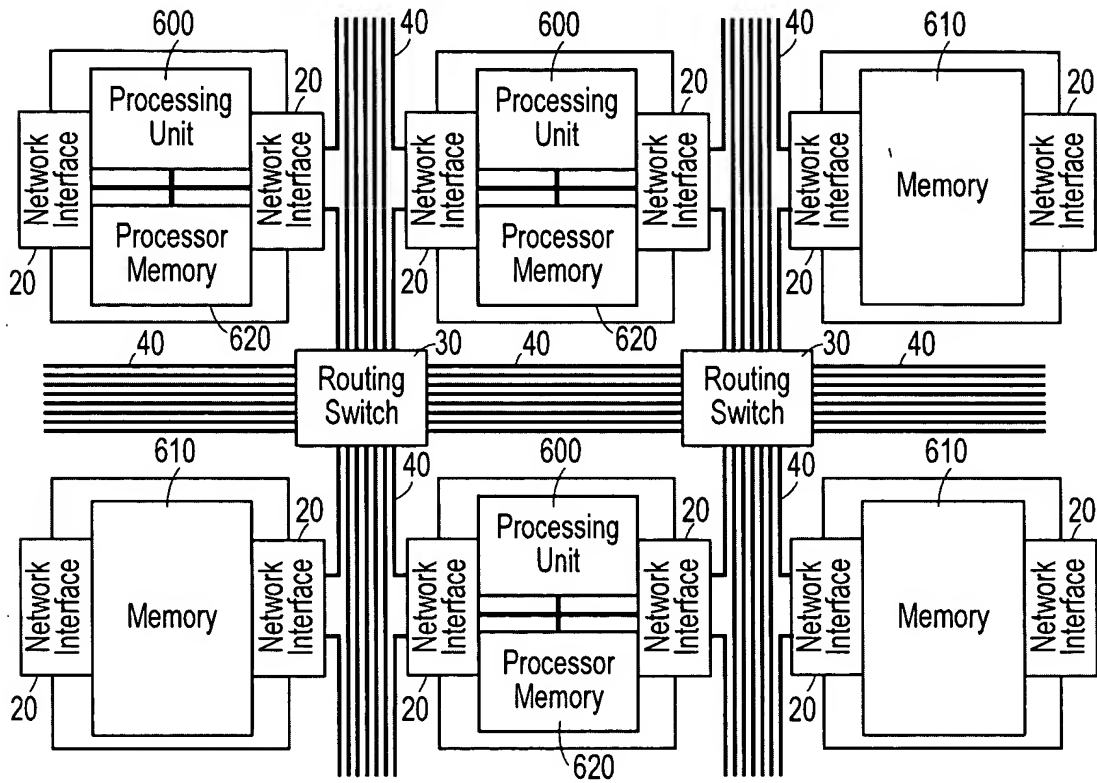 600
40
600
40
610
Processing
Unit
20
Network
Interface
Network
Interface
Processor
Memory
20
620
Processing
Unit
20
Network
Interface
Network
Interface
Processor
Memory
20
620
Memory
20
Network
Interface
Network
Interface
20
40
30
40
30
40
Routing
Switch
Routing
Switch
610
40
600
40
610
Memory
20
Network
Interface
Network
Interface
20
Processing
Unit
20
Network
Interface
Network
Interface
Processor
Memory
20
620
Memory
20
Network
Interface
Network
Interface
20